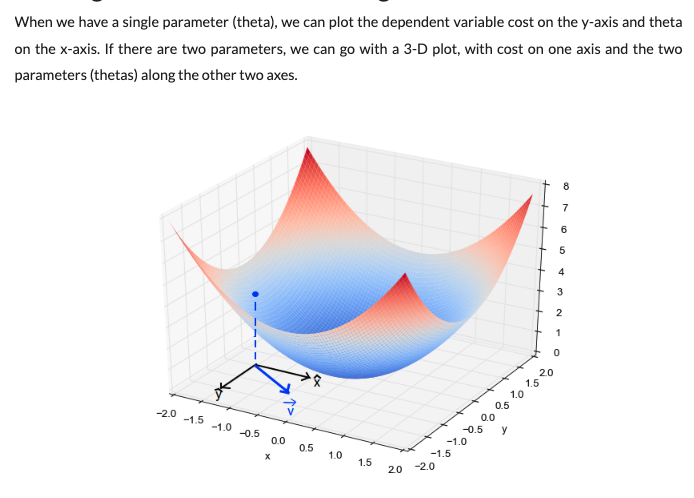 When we have a single parameter (theta), we can plot the dependent variable cost on the y-axis and theta
on the x-axis. If there are two parameters, we can go with a 3-D plot, with cost on one axis and the two
parameters (thetas) along the other two axes.
8
7
6
5
4
3
2
1
0
x̂
ŷ
v⃗
-2.0 -1.5 -1.0 -0.5 0.0 0.5 1.0 1.5 2.0
x
-2.0 -1.5 -1.0 -0.5 0.0 0.5 1.0 1.5 2.0
y